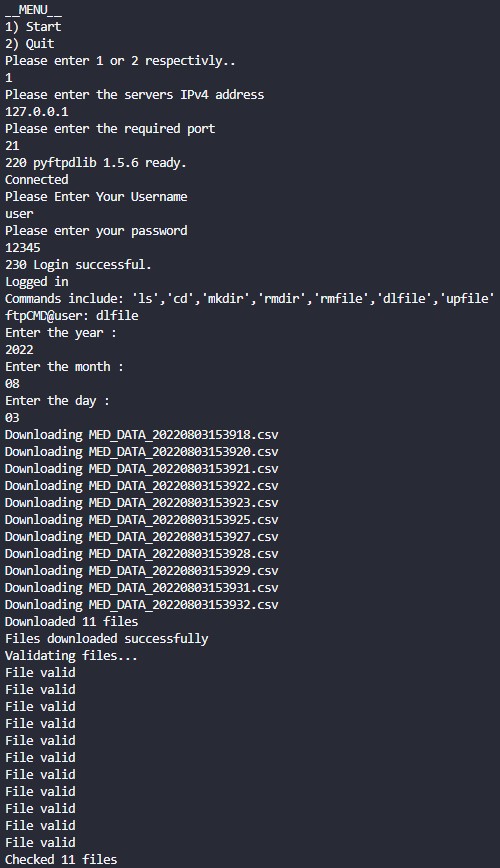 __MENU__
1) Start
2) Quit
Please enter 1 or 2 respectivly..
1
Please enter the servers IPv4 address
127.0.0.1
Please enter the required port
21
220 pyftpdlib 1.5.6 ready.
Connected
Please Enter Your Username
user
Please enter your password
12345
230 Login successful.
Logged in
Commands include: 'ls','cd','mkdir','rmdir','rmfile','dlfile','upfile'
ftpCMD@user: dlfile
Enter the year :
2022
Enter the month :
08
Enter the day :
03
Downloading MED_DATA_20220803153918.csv
Downloading MED_DATA_20220803153920.csv
Downloading MED_DATA_20220803153921.csv
Downloading MED_DATA_20220803153922.csv
Downloading MED_DATA_20220803153923.csv
Downloading MED_DATA_20220803153925.csv
Downloading MED_DATA_20220803153927.csv
Downloading MED_DATA_20220803153928.csv
Downloading MED_DATA_20220803153929.csv
Downloading MED_DATA_20220803153931.csv
Downloading MED_DATA_20220803153932.csv
Downloaded 11 files
Files downloaded successfully
Validating files...
File valid
File valid
File valid
File valid
File valid
File valid
File valid
File valid
File valid
File valid
File valid
Checked 11 files